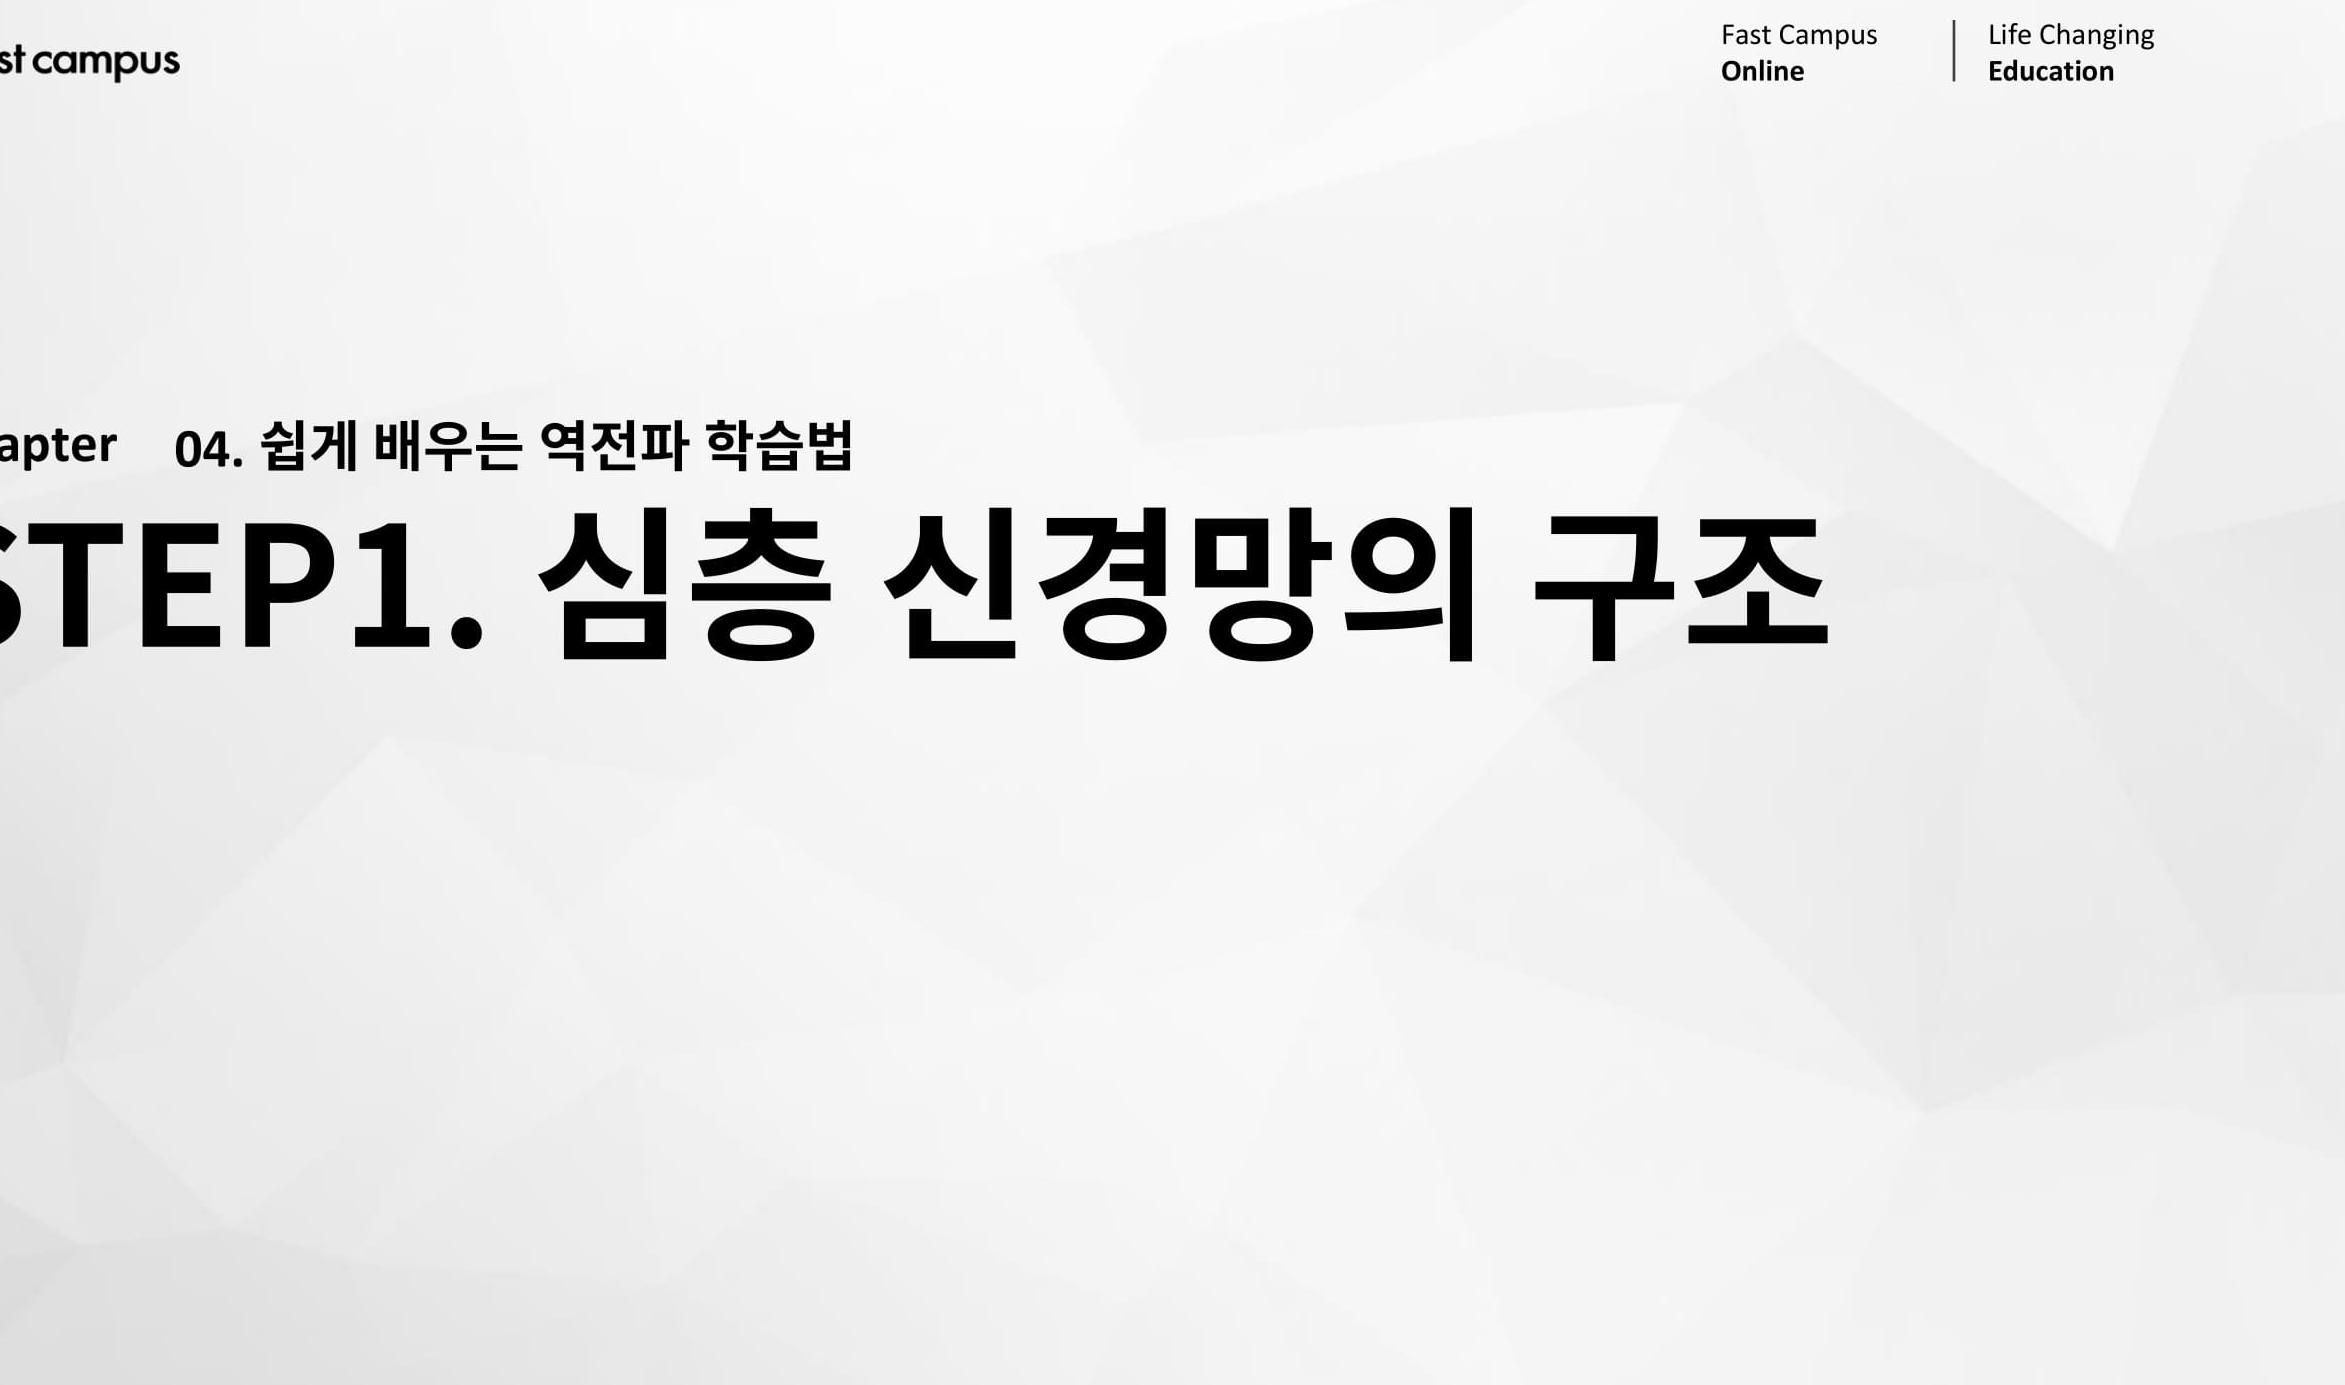 st campus
Fast Campus
Online
Life Changing
Education
apter 04. 쉽게 배우는 역전파 학습법
STEP1. 심층 신경망의 구조